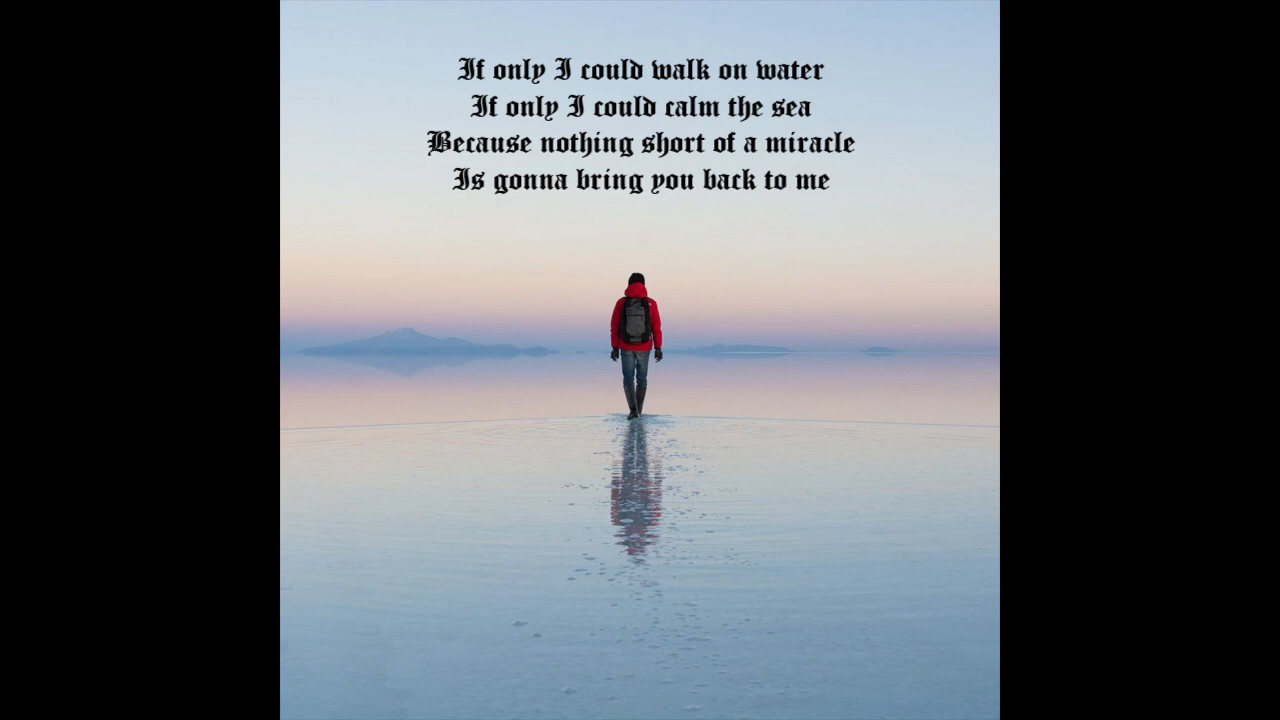 If only I could walk on water
If only I could calm the sea
Because nothing short of a miracle
Is gonna bring you back to me